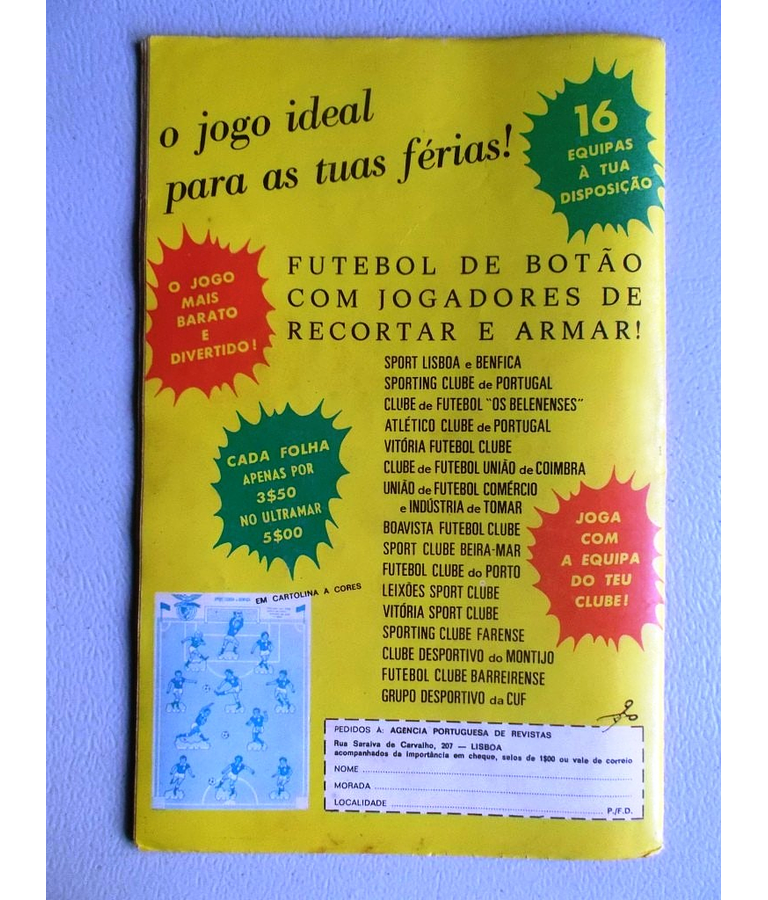 o jogo ideal
para as tuas férias!
16
EQUIPAS
À TUA
DISPOSIÇÃO
O JOGO
MAIS
BARATO
E
DIVERTIDO!
FUTEBOL DE BOTÃO
COM JOGADORES DE
RECORTAR E ARMAR!
SPORT LISBOA e BENFICA
SPORTING CLUBE de PORTUGAL
CLUBE de FUTEBOL "OS BELENENSES"
ATLÉTICO CLUBE de PORTUGAL
VITÓRIA FUTEBOL CLUBE
CLUBE de FUTEBOL UNIÃO de COIMBRA
UNIÃO de FUTEBOL COMÉRCIO
e INDÚSTRIA de TOMAR
BOAVISTA FUTEBOL CLUBE
SPORT CLUBE BEIRA-MAR
FUTEBOL CLUBE do PORTO
LEIXÕES SPORT CLUBE
VITÓRIA SPORT CLUBE
SPORTING CLUBE FARENSE
CLUBE DESPORTIVO do MONTIJO
FUTEBOL CLUBE BARREIRENSE
GRUPO DESPORTIVO da CUF
CADA FOLHA
APENAS POR
3$50
NO ULTRAMAR
5$00
JOGA
COM
A EQUIPA
DO TEU
CLUBE!
EM CARTOLINA A CORES
PEDIDOS À: AGENCIA PORTUGUESA DE REVISTAS
Rua Saraiva de Carvalho, 207 — LISBOA
acompanhados da importância em cheque, selos de 1$00 ou vale de correio
NOME
MORADA
LOCALIDADE
P./F.D.